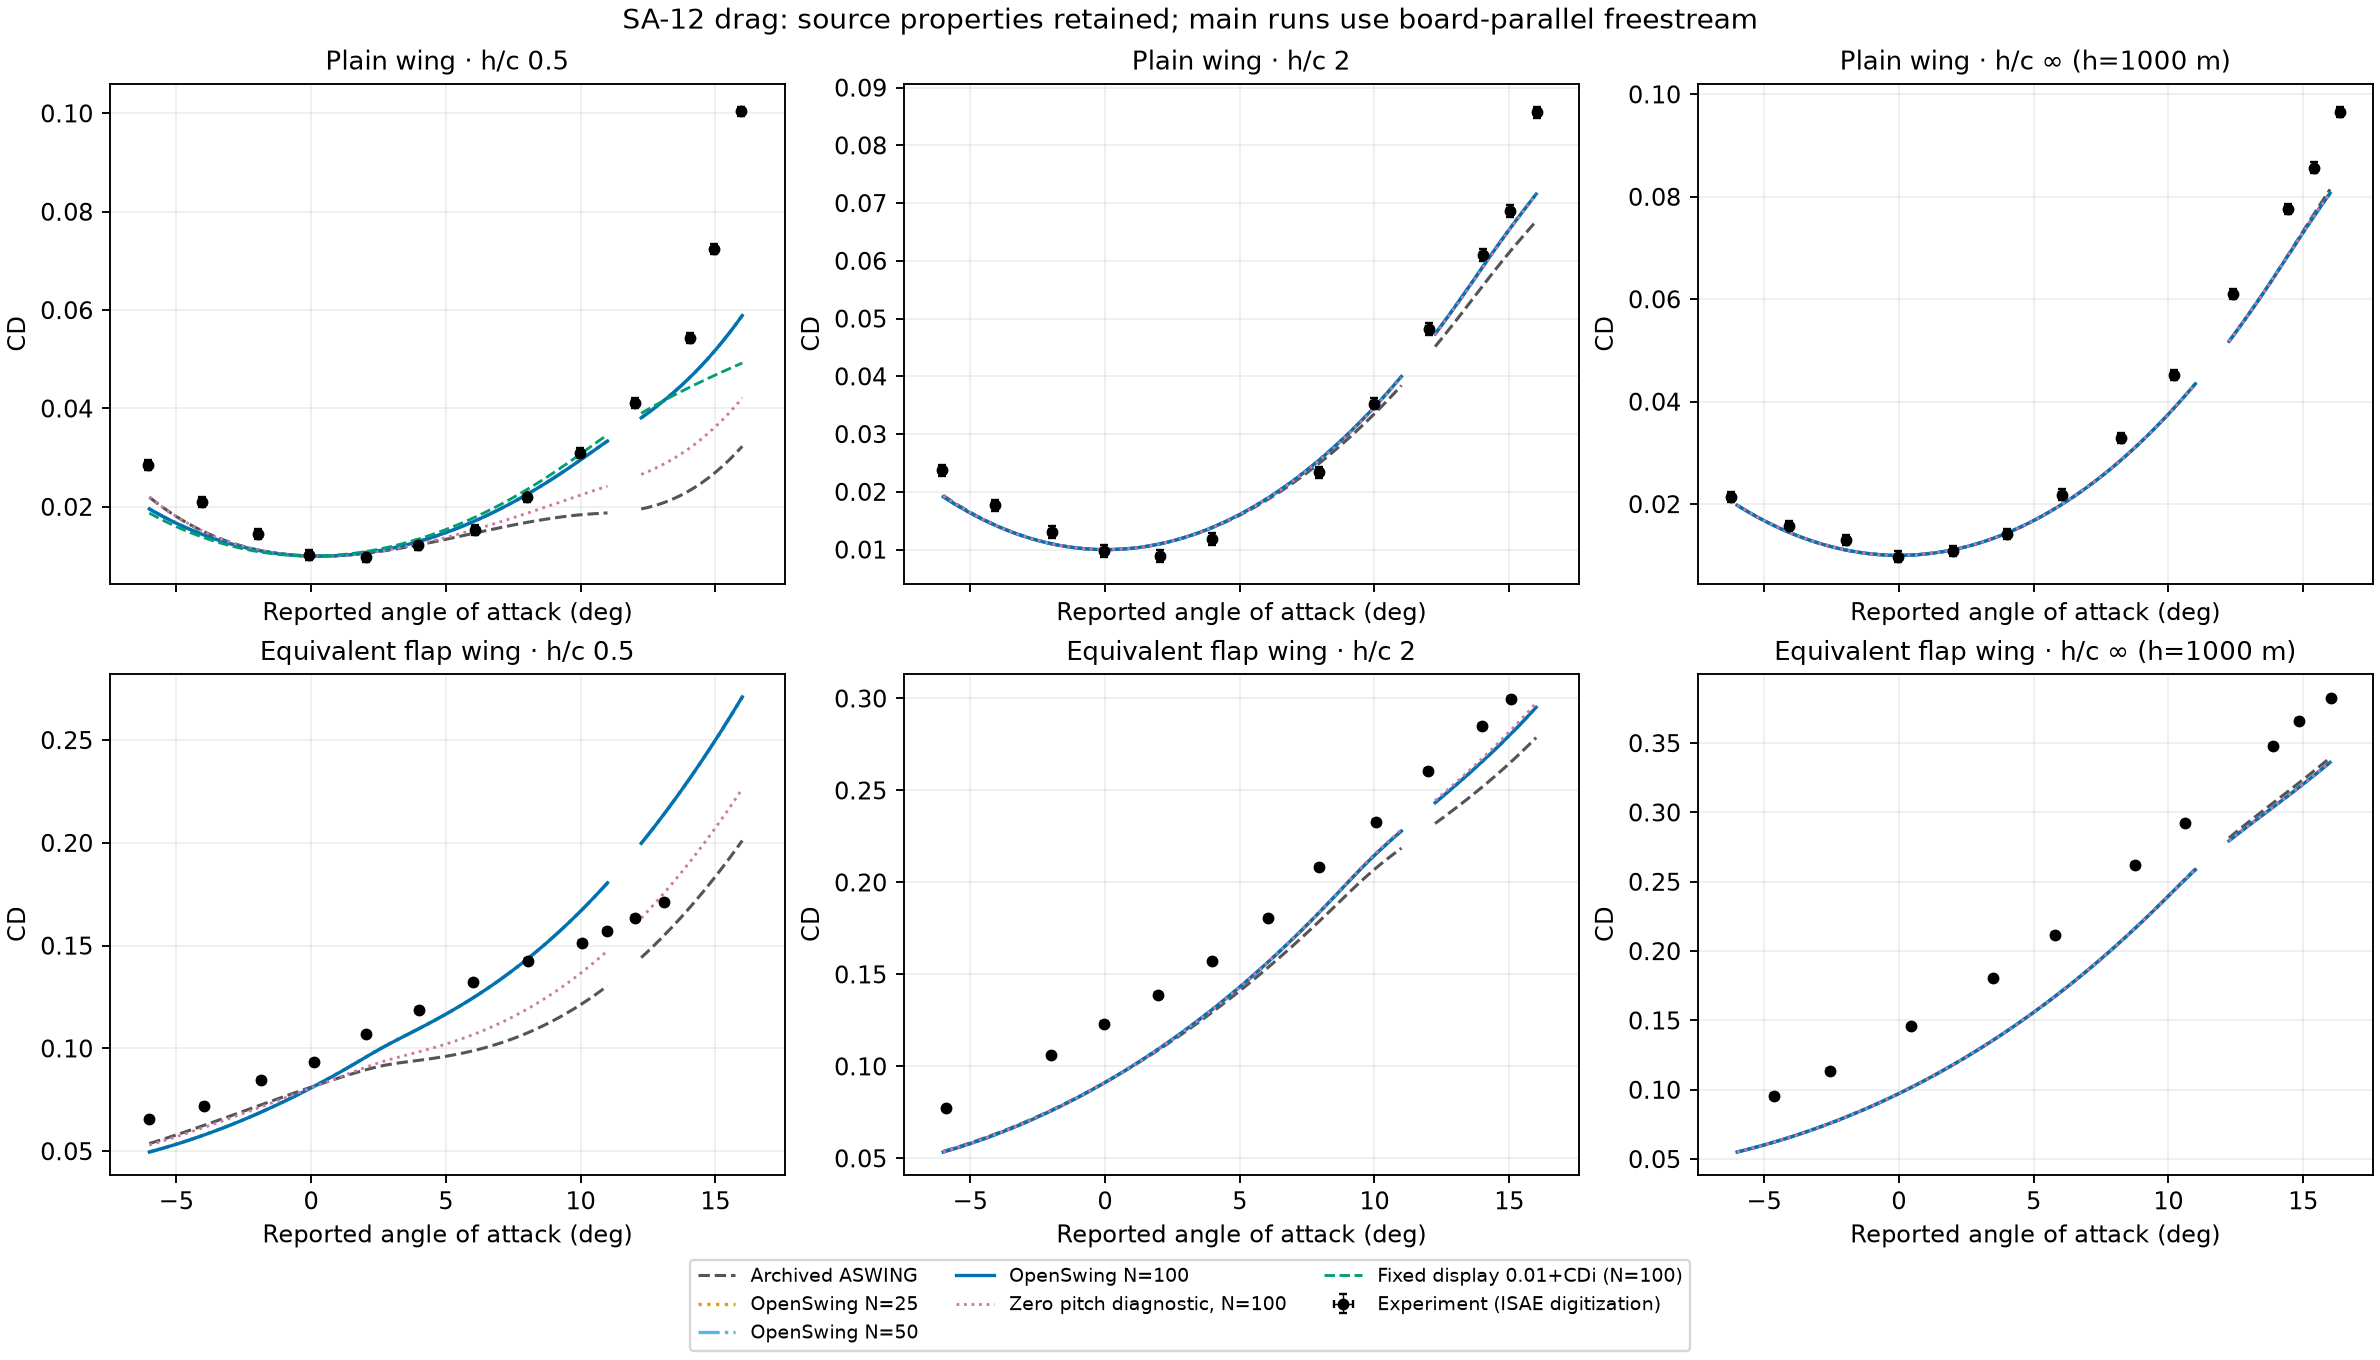 SA-12 drag: source properties retained; main runs use board-parallel freestream
Plain wing · h/c 0.5
0.10
0.08
0.06
0.04
0.02
CD
Reported angle of attack (deg)
Plain wing · h/c 2
0.09
0.08
0.07
0.06
0.05
0.04
0.03
0.02
0.01
CD
Reported angle of attack (deg)
Plain wing · h/c ∞ (h=1000 m)
0.10
0.08
0.06
0.04
0.02
CD
Reported angle of attack (deg)
Equivalent flap wing · h/c 0.5
0.25
0.20
0.15
0.10
0.05
CD
−5 0 5 10 15
Reported angle of attack (deg)
Equivalent flap wing · h/c 2
0.30
0.25
0.20
0.15
0.10
0.05
CD
−5 0 5 10 15
Reported angle of attack (deg)
Equivalent flap wing · h/c ∞ (h=1000 m)
0.35
0.30
0.25
0.20
0.15
0.10
0.05
CD
−5 0 5 10 15
Reported angle of attack (deg)
Archived ASWING
OpenSwing N=25
OpenSwing N=50
OpenSwing N=100
Zero pitch diagnostic, N=100
Fixed display 0.01+CDi (N=100)
Experiment (ISAE digitization)